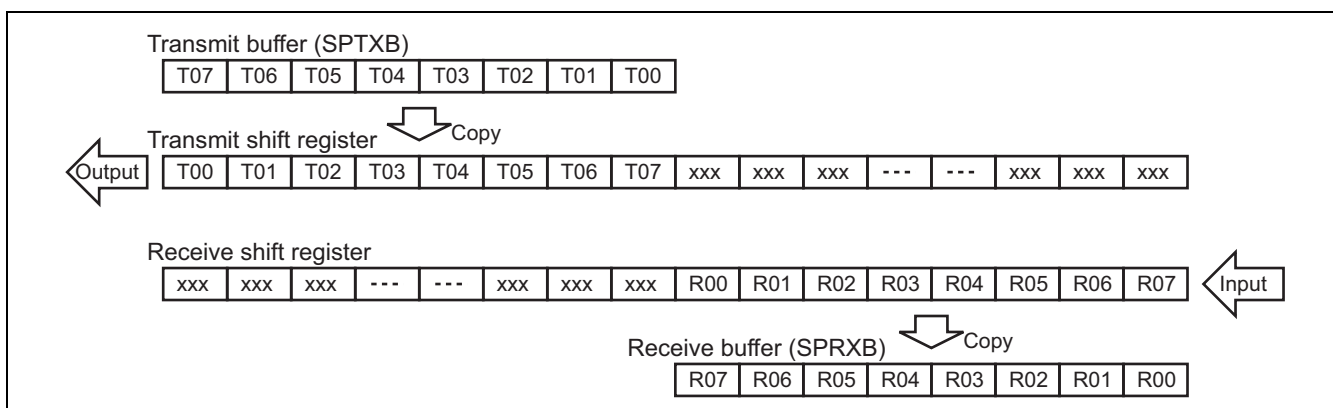 Transmit buffer (SPTXB)
T07 T06 T05 T04 T03 T02 T01 T00
Copy
Transmit shift register
Output T00 T01 T02 T03 T04 T05 T06 T07 xxx xxx xxx --- --- xxx xxx xxx
Receive shift register
xxx xxx xxx --- --- xxx xxx xxx R00 R01 R02 R03 R04 R05 R06 R07 Input
Copy
Receive buffer (SPRXB)
R07 R06 R05 R04 R03 R02 R01 R00